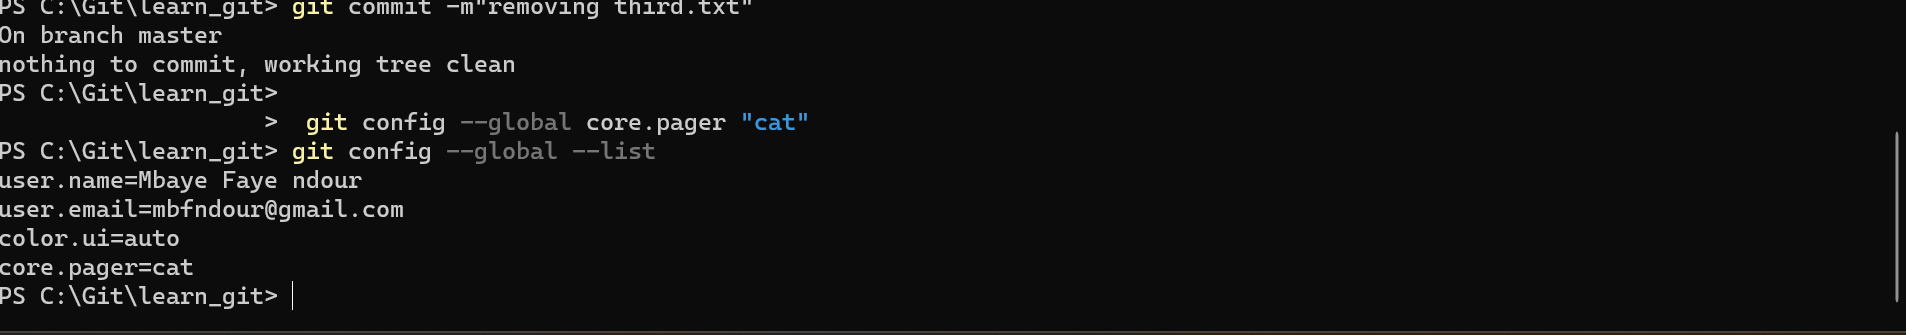 PS C:\Git\learn_git> git commit -m"removing third.txt"
On branch master
nothing to commit, working tree clean
PS C:\Git\learn_git>
> git config --global core.pager "cat"
PS C:\Git\learn_git> git config --global --list
user.name=Mbaye Faye ndour
user.email=mbfndour@gmail.com
color.ui=auto
core.pager=cat
PS C:\Git\learn_git>